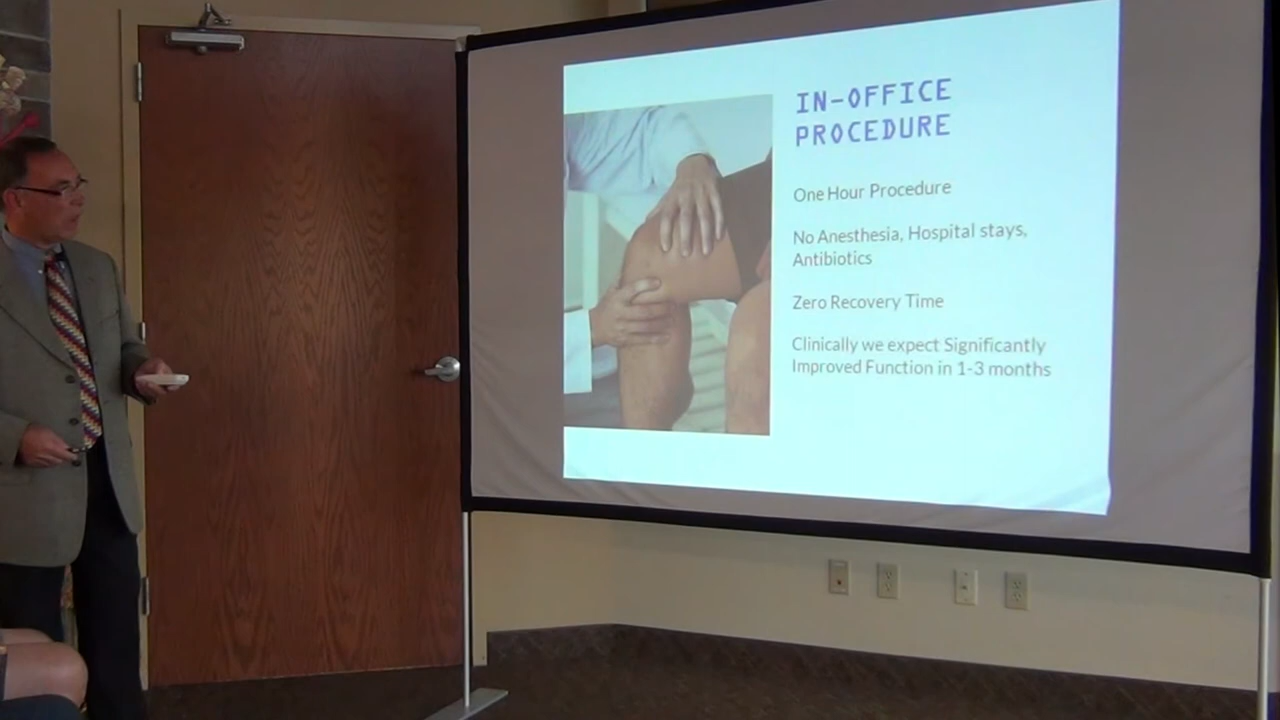 IN-OFFICE
PROCEDURE
One Hour Procedure
No Anesthesia, Hospital stays,
Antibiotics
Zero Recovery Time
Clinically we expect Significantly
Improved Function in 1-3 months